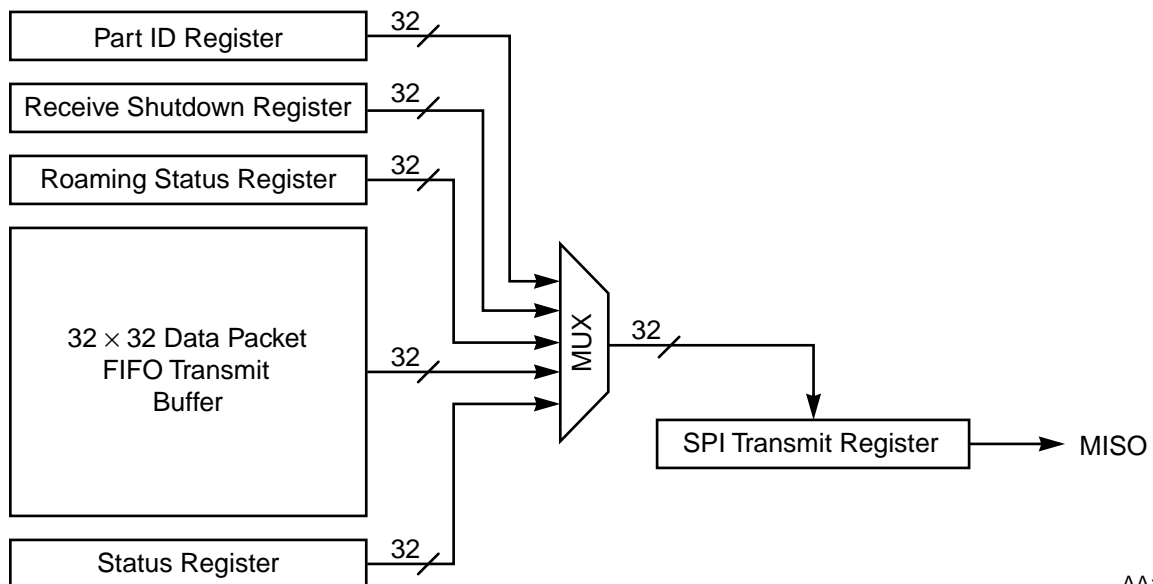 Part ID Register
32
Receive Shutdown Register
32
Roaming Status Register
32
32 × 32 Data Packet
FIFO Transmit
Buffer
32
MUX
32
SPI Transmit Register
MISO
Status Register
32